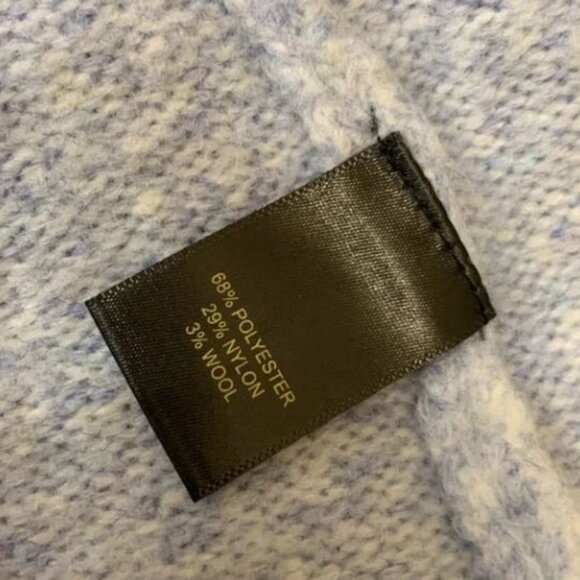 68% POLYESTER
29% NYLON
3% WOOL